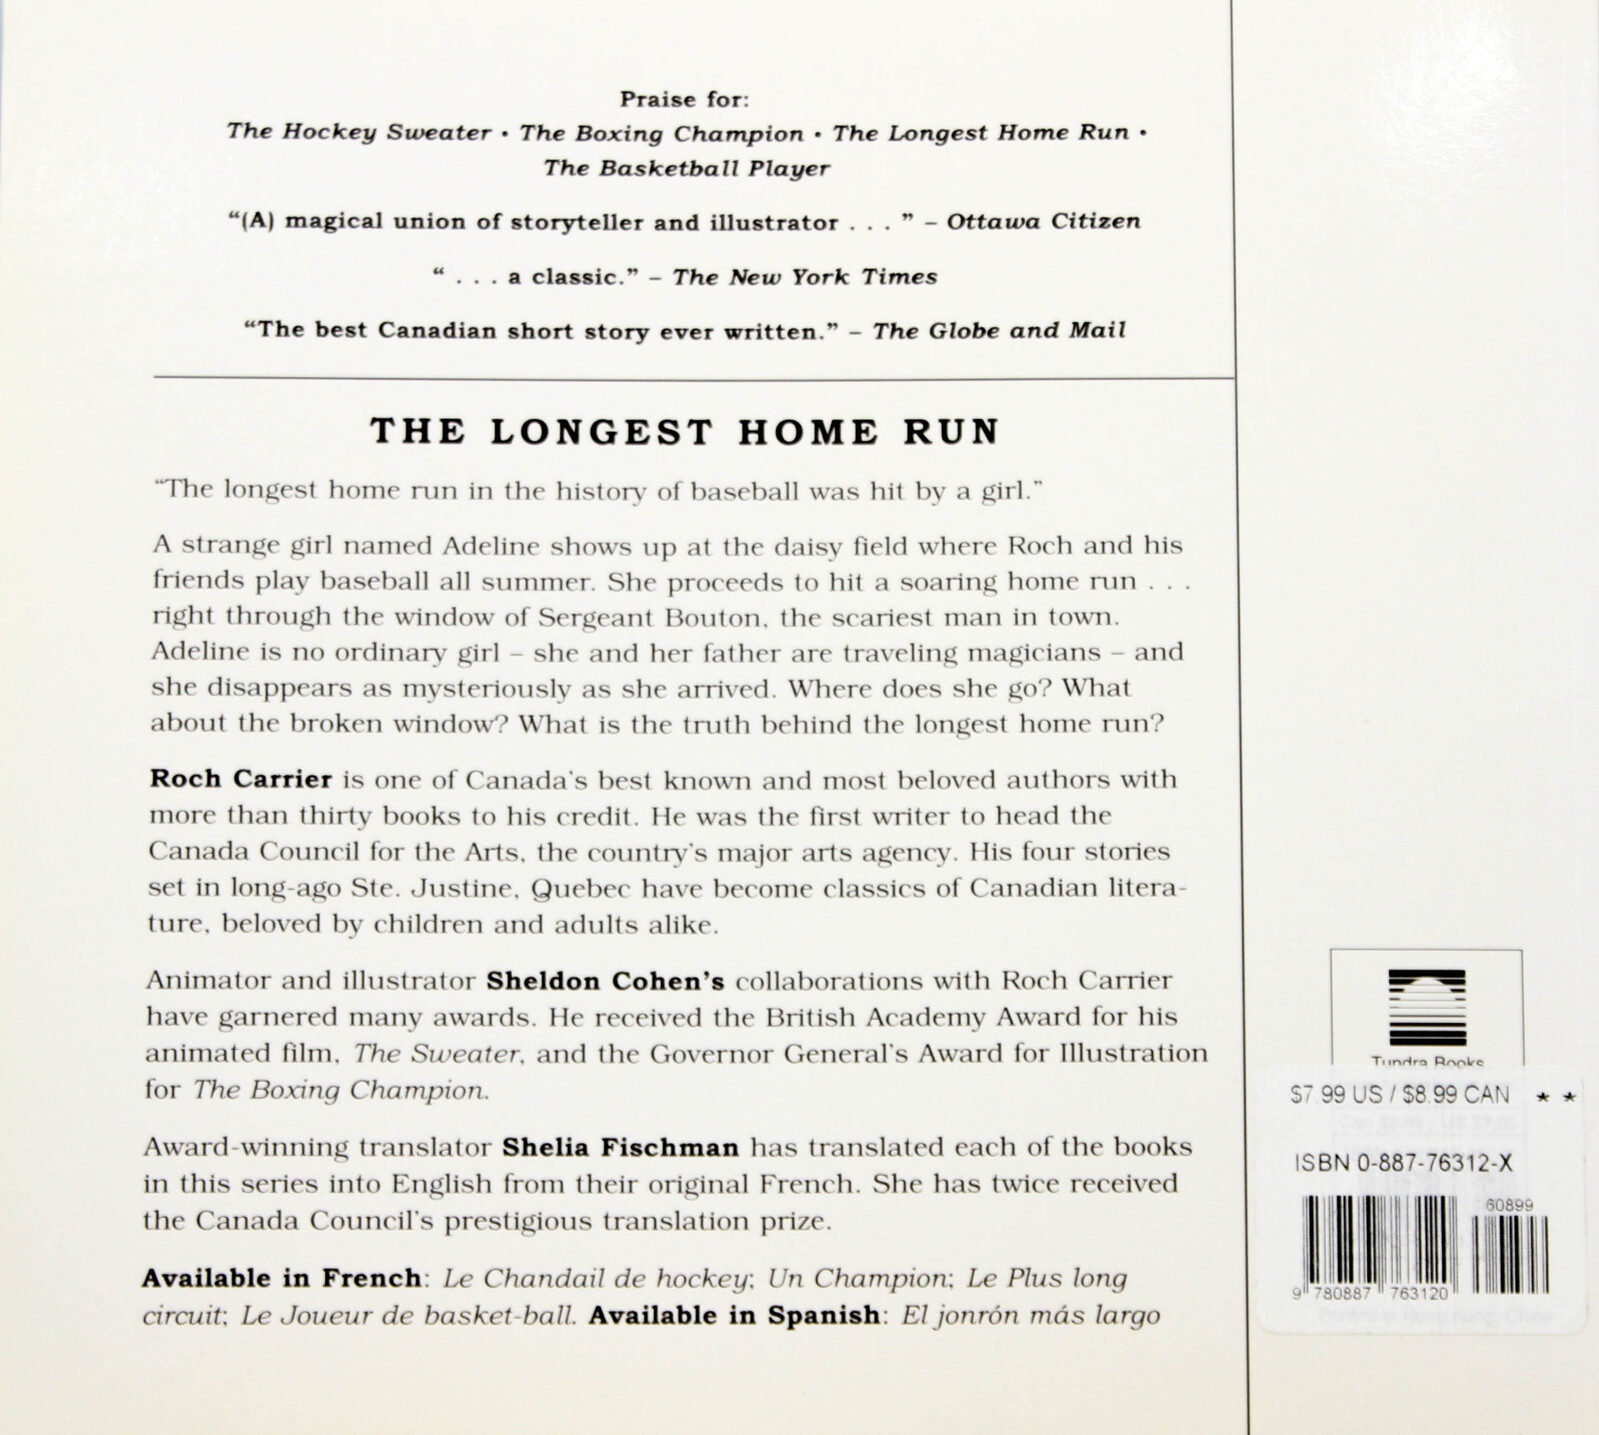 Praise for:
The Hockey Sweater • The Boxing Champion • The Longest Home Run •
The Basketball Player
“(A) magical union of storyteller and illustrator . . . ” – Ottawa Citizen
“ . . . a classic.” – The New York Times
“The best Canadian short story ever written.” – The Globe and Mail
THE LONGEST HOME RUN
“The longest home run in the history of baseball was hit by a girl.”
A strange girl named Adeline shows up at the daisy field where Roch and his
friends play baseball all summer. She proceeds to hit a soaring home run . . .
right through the window of Sergeant Bouton, the scariest man in town.
Adeline is no ordinary girl – she and her father are traveling magicians – and
she disappears as mysteriously as she arrived. Where does she go? What
about the broken window? What is the truth behind the longest home run?
Roch Carrier is one of Canada's best known and most beloved authors with
more than thirty books to his credit. He was the first writer to head the
Canada Council for the Arts, the country's major arts agency. His four stories
set in long-ago Ste. Justine, Quebec have become classics of Canadian litera-
ture, beloved by children and adults alike.
Animator and illustrator Sheldon Cohen's collaborations with Roch Carrier
have garnered many awards. He received the British Academy Award for his
animated film, The Sweater, and the Governor General's Award for Illustration
for The Boxing Champion.
Award-winning translator Shelia Fischman has translated each of the books
in this series into English from their original French. She has twice received
the Canada Council's prestigious translation prize.
Available in French: Le Chandail de hockey; Un Champion; Le Plus long
circuit; Le Joueur de basket-ball. Available in Spanish: El jonrón más largo
Tundra Books
$7.99 US / $8.99 CAN * *
ISBN 0-887-76312-X
60899
9 780887 763120